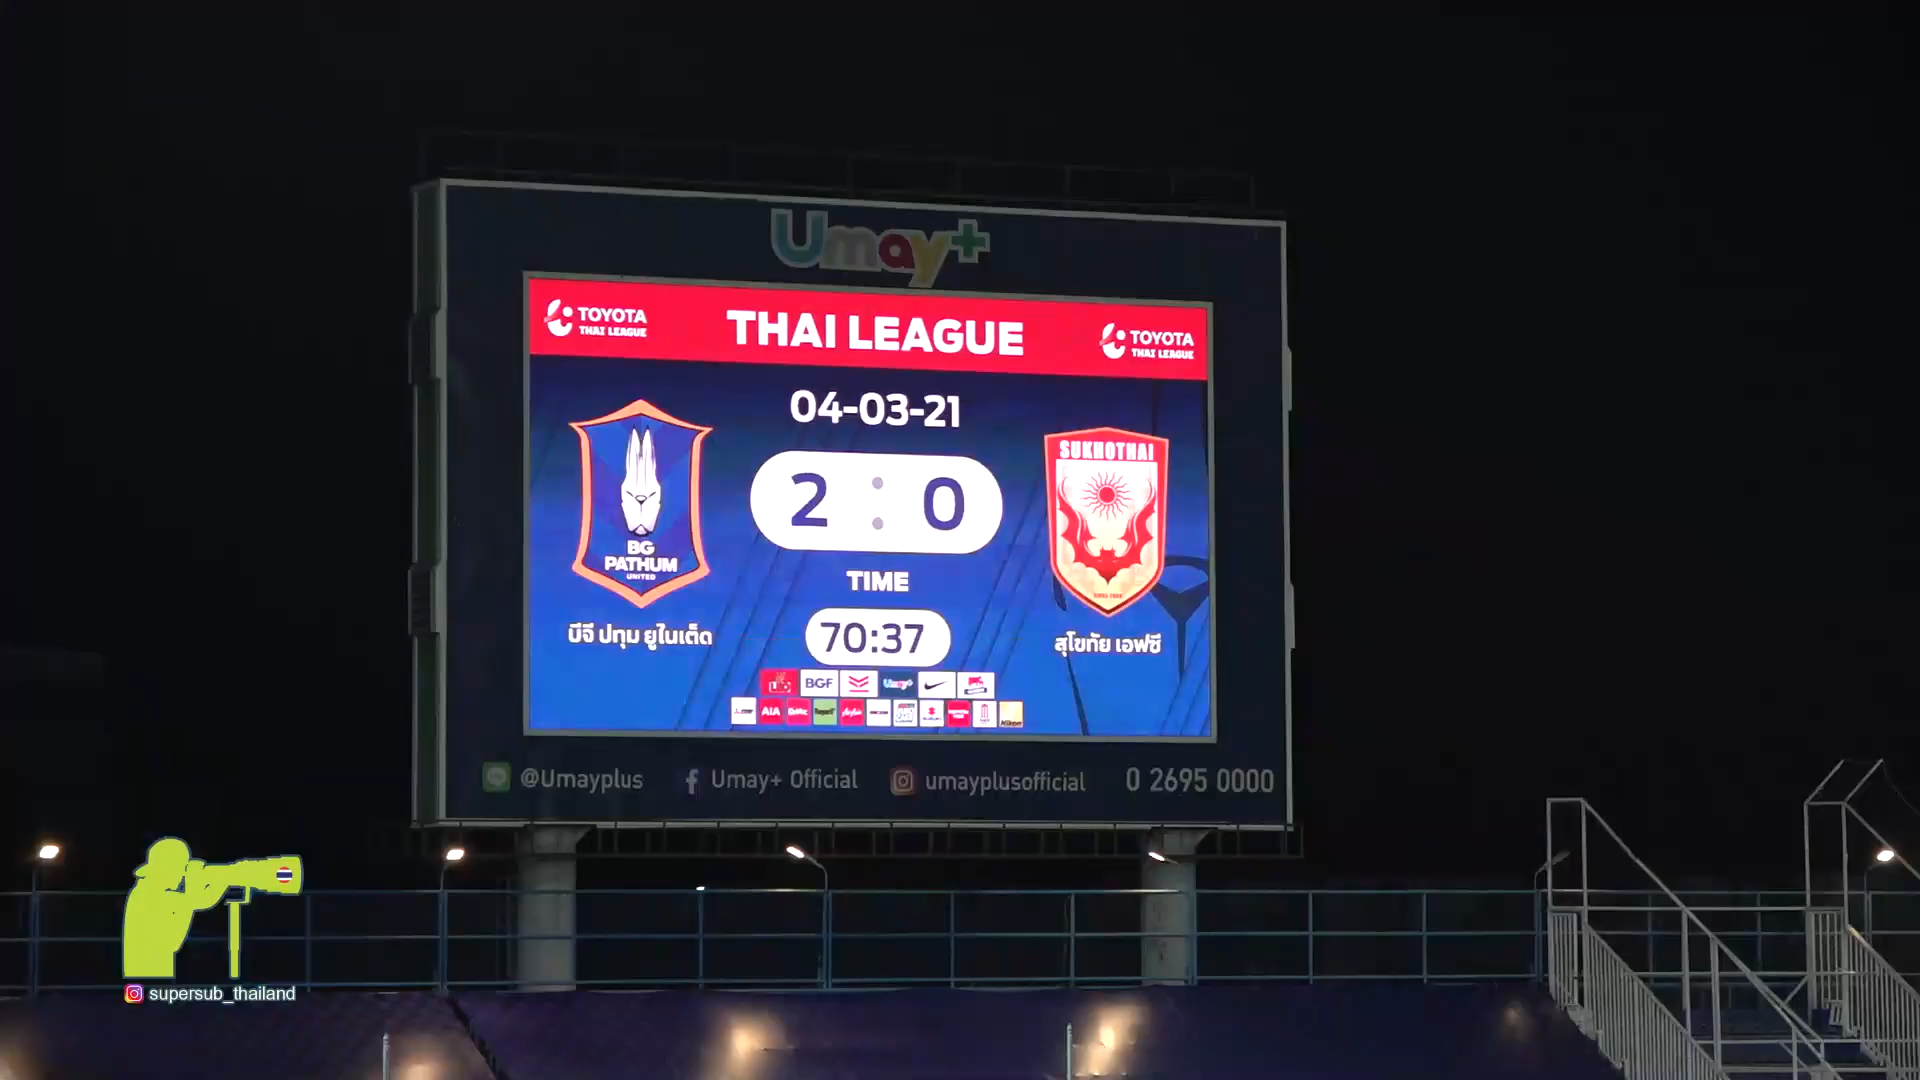 Umay+
TOYOTA
THAI LEAGUE
THAI LEAGUE
TOYOTA
THAI LEAGUE
04-03-21
2 : 0
BG
PATHUM
UNITED
SUKHOTHAI
TIME
70:37
บีจี ปทุม ยูไนเต็ด
สุโขทัย เอฟซี
BGF
Umay+
AIA
@Umayplus
Umay+ Official
umayplusofficial
0 2695 0000
supersub_thailand